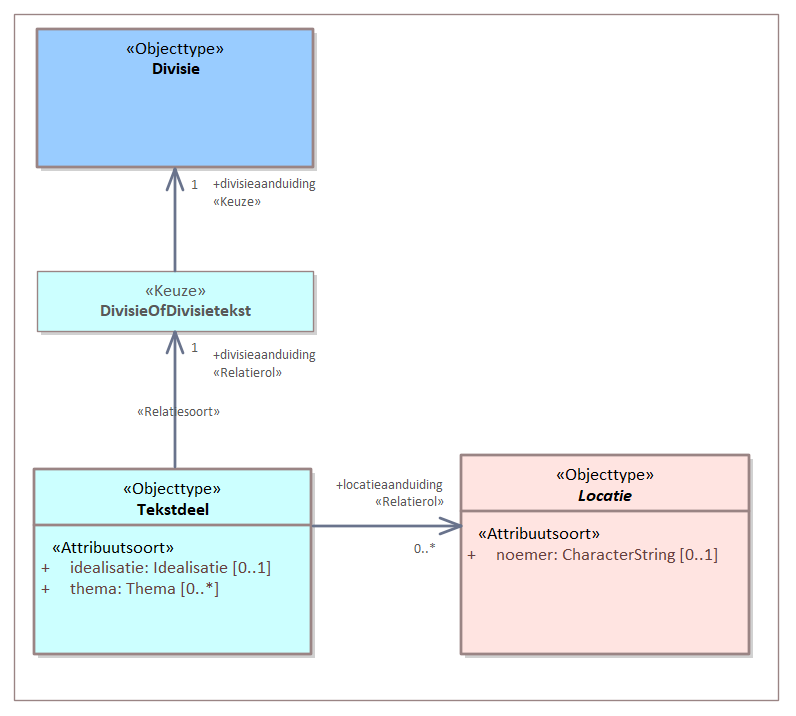 «Objecttype»
Divisie
1
+divisieaanduiding
«Keuze»
«Keuze»
DivisieOfDivisietekst
1
+divisieaanduiding
«Relatierol»
«Relatiesoort»
«Objecttype»
Tekstdeel
«Attribuutsoort»
+ idealisatie: Idealisatie [0..1]
+ thema: Thema [0..*]
+locatieaanduiding
«Relatierol»
0..*
«Objecttype»
Locatie
«Attribuutsoort»
+ noemer: CharacterString [0..1]